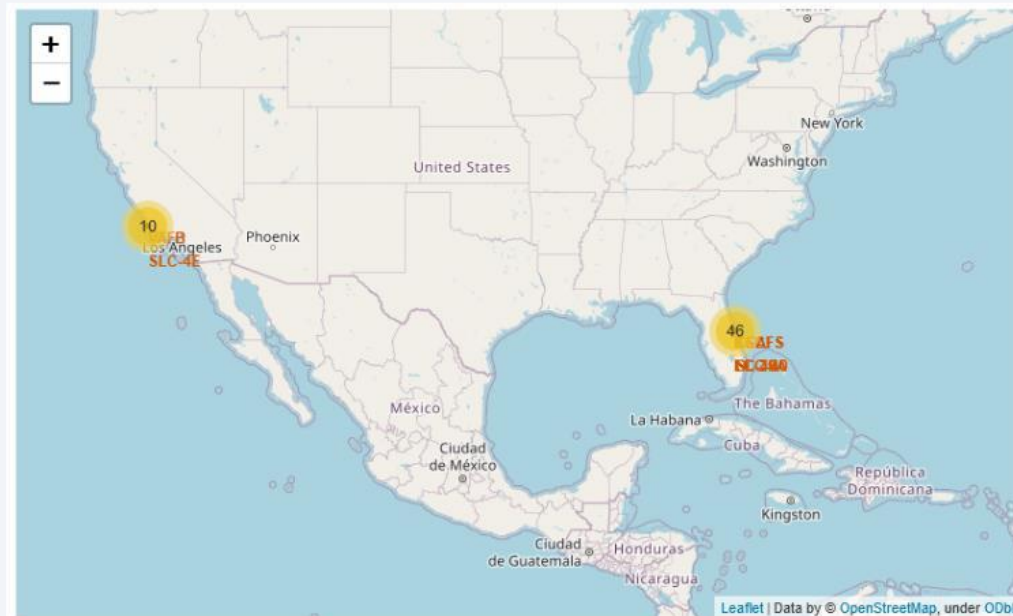 +
−
New York
Washington
United States
10
Los Angeles
Phoenix
SLC-4E
46
México
Ciudad
de México
La Habana
The Bahamas
Cuba
República
Dominicana
Kingston
Ciudad
de Guatemala
Honduras
Nicaragua
Leaflet | Data by © OpenStreetMap, under ODb